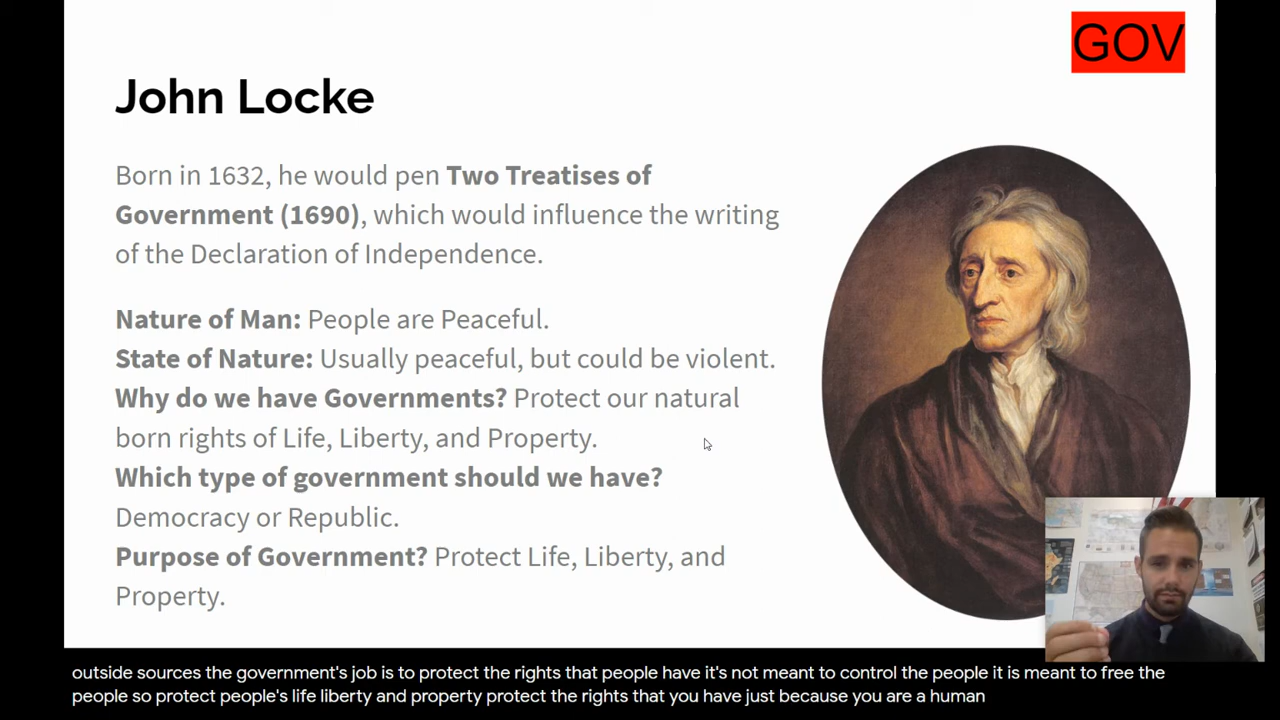 GOV
John Locke
Born in 1632, he would pen Two Treatises of
Government (1690), which would influence the writing
of the Declaration of Independence.
Nature of Man: People are Peaceful.
State of Nature: Usually peaceful, but could be violent.
Why do we have Governments? Protect our natural
born rights of Life, Liberty, and Property.
Which type of government should we have?
Democracy or Republic.
Purpose of Government? Protect Life, Liberty, and
Property.
outside sources the government's job is to protect the rights that people have it's not meant to control the people it is meant to free the
people so protect people's life liberty and property protect the rights that you have just because you are a human